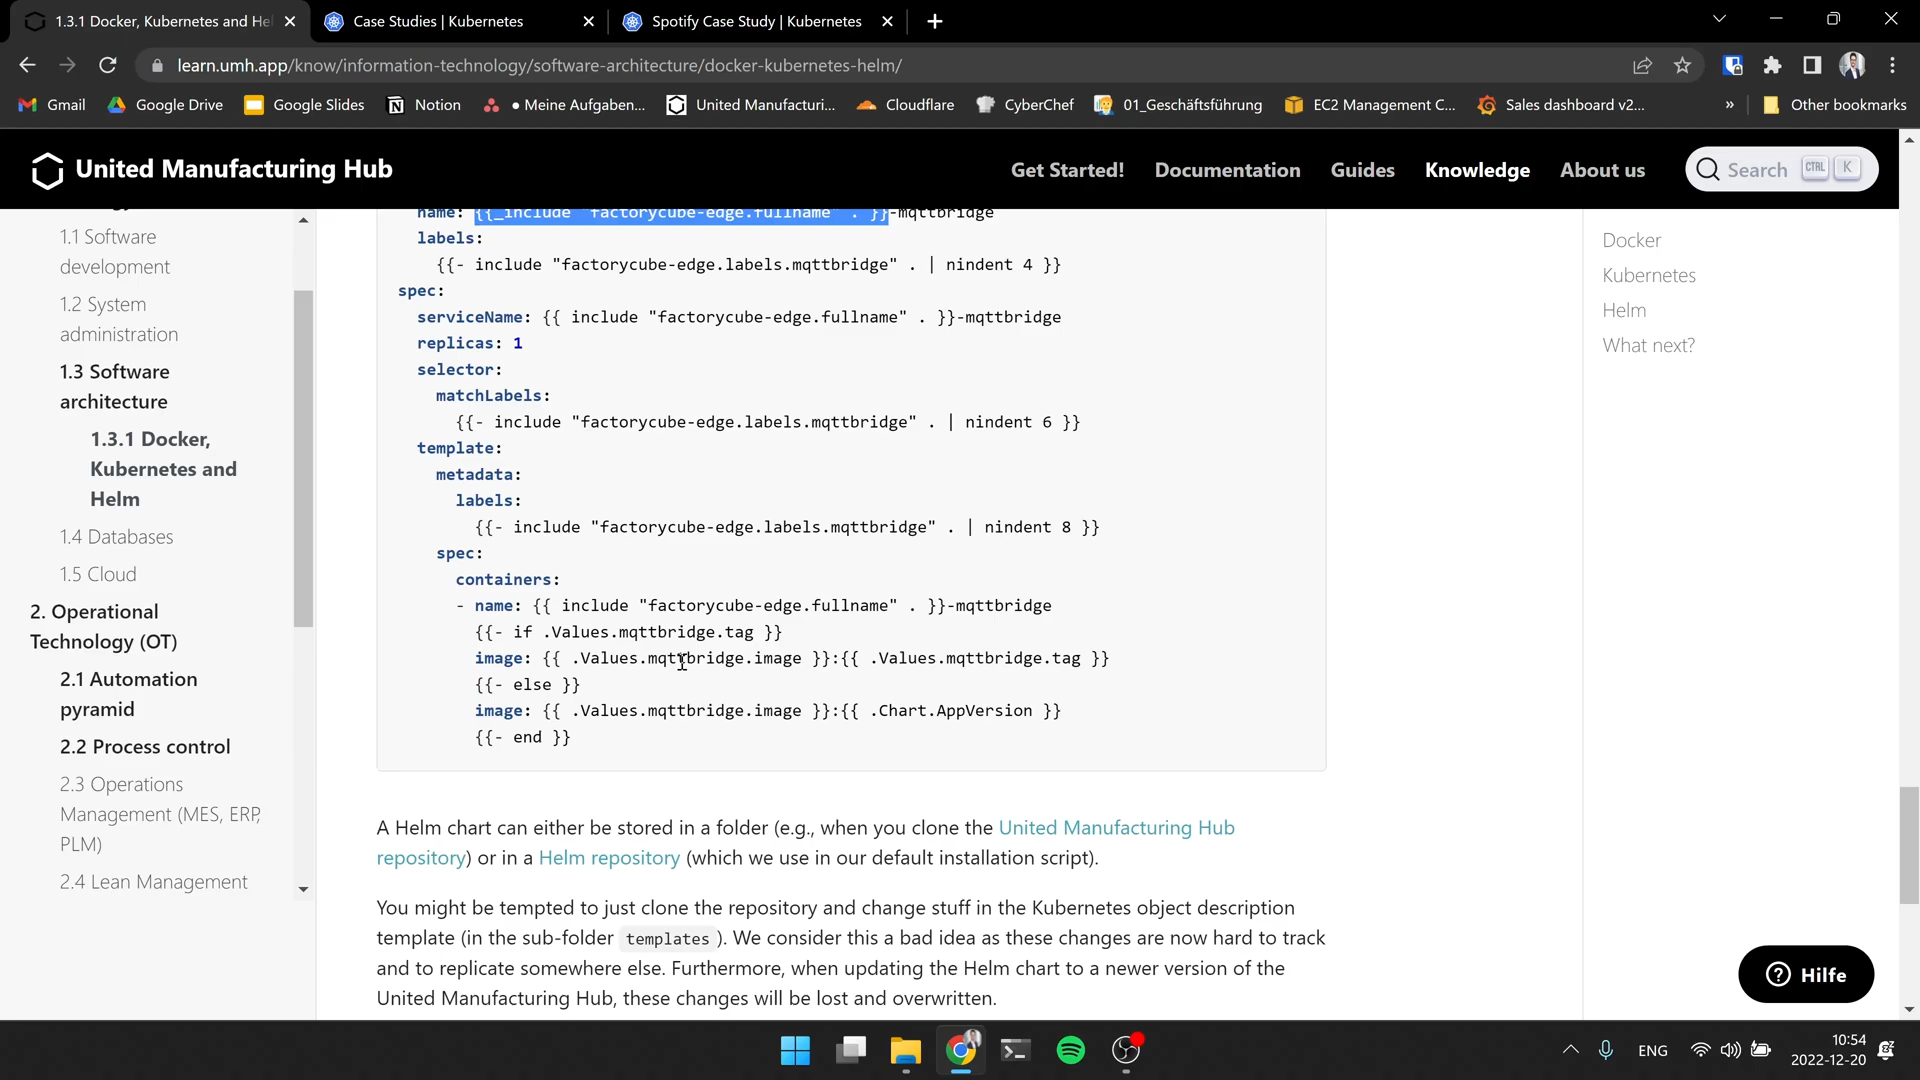 1.3.1 Docker, Kubernetes and Hel
Case Studies | Kubernetes
Spotify Case Study | Kubernetes
learn.umh.app/know/information-technology/software-architecture/docker-kubernetes-helm/
Gmail
Google Drive
Google Slides
Notion
• Meine Aufgaben...
United Manufacturi...
Cloudflare
CyberChef
01_Geschäftsführung
EC2 Management C...
Sales dashboard v2...
»
Other bookmarks
United Manufacturing Hub
Get Started!
Documentation
Guides
Knowledge
About us
Search
CTRL
K
1.1 Software
development
1.2 System
administration
1.3 Software
architecture
1.3.1 Docker,
Kubernetes and
Helm
1.4 Databases
1.5 Cloud
2. Operational
Technology (OT)
2.1 Automation
pyramid
2.2 Process control
2.3 Operations
Management (MES, ERP,
PLM)
2.4 Lean Management
name: {{_include "factorycube-edge.fullname" . }}-mqttbridge
labels:
{{- include "factorycube-edge.labels.mqttbridge" . | nindent 4 }}
spec:
serviceName: {{ include "factorycube-edge.fullname" . }}-mqttbridge
replicas: 1
selector:
matchLabels:
{{- include "factorycube-edge.labels.mqttbridge" . | nindent 6 }}
template:
metadata:
labels:
{{- include "factorycube-edge.labels.mqttbridge" . | nindent 8 }}
spec:
containers:
- name: {{ include "factorycube-edge.fullname" . }}-mqttbridge
{{- if .Values.mqttbridge.tag }}
image: {{ .Values.mqttbridge.image }}:{{ .Values.mqttbridge.tag }}
{{- else }}
image: {{ .Values.mqttbridge.image }}:{{ .Chart.AppVersion }}
{{- end }}
A Helm chart can either be stored in a folder (e.g., when you clone the United Manufacturing Hub
repository) or in a Helm repository (which we use in our default installation script).
You might be tempted to just clone the repository and change stuff in the Kubernetes object description
template (in the sub-folder templates ). We consider this a bad idea as these changes are now hard to track
and to replicate somewhere else. Furthermore, when updating the Helm chart to a newer version of the
United Manufacturing Hub, these changes will be lost and overwritten.
Docker
Kubernetes
Helm
What next?
Hilfe
ENG
10:54
2022-12-20